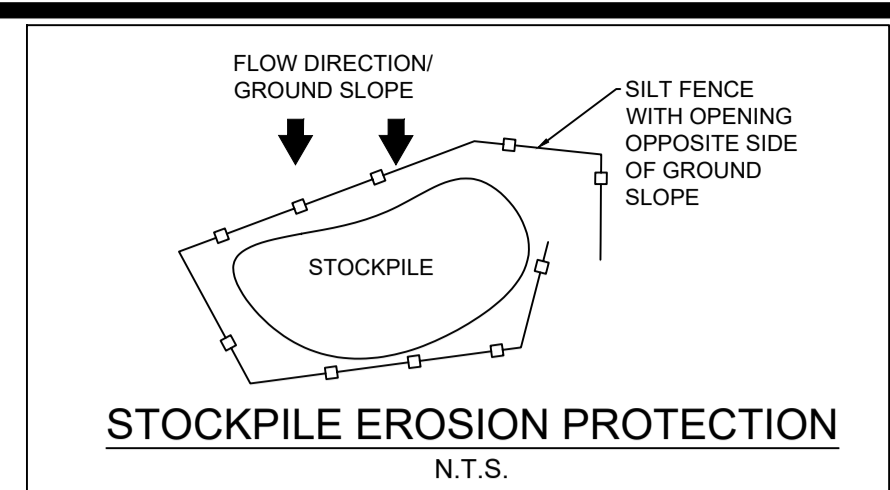 FLOW DIRECTION/
GROUND SLOPE
SILT FENCE
WITH OPENING
OPPOSITE SIDE
OF GROUND
SLOPE
STOCKPILE
STOCKPILE EROSION PROTECTION
N.T.S.